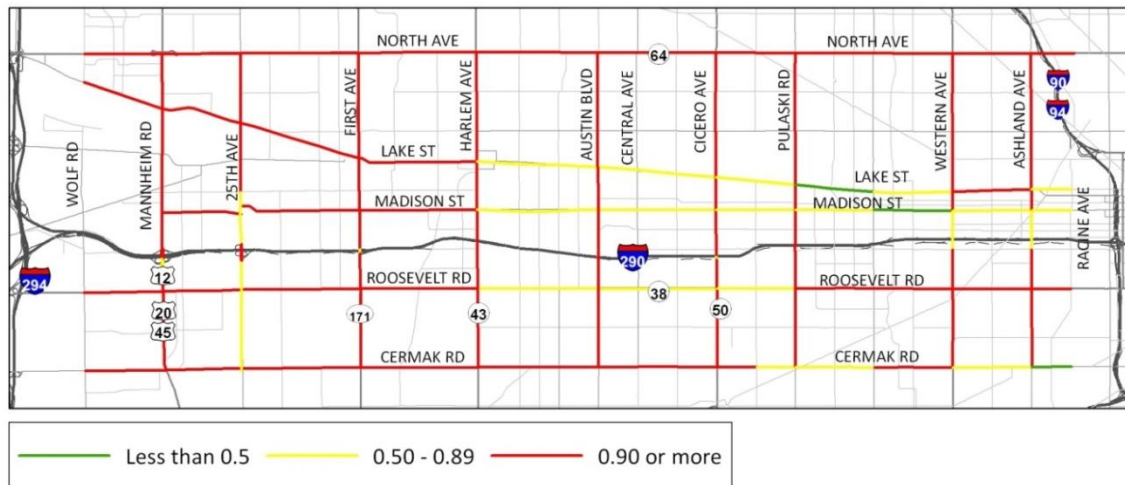 NORTH AVE
NORTH AVE
64
WOLF RD
MANNHEIM RD
25TH AVE
FIRST AVE
HARLEM AVE
AUSTIN BLVD
CENTRAL AVE
CICERO AVE
PULASKI RD
WESTERN AVE
ASHLAND AVE
RACINE AVE
90
94
LAKE ST
LAKE ST
MADISON ST
MADISON ST
290
294
12
ROOSEVELT RD
38
ROOSEVELT RD
20
45
171
43
50
CERMAK RD
CERMAK RD
Less than 0.5
0.50 - 0.89
0.90 or more